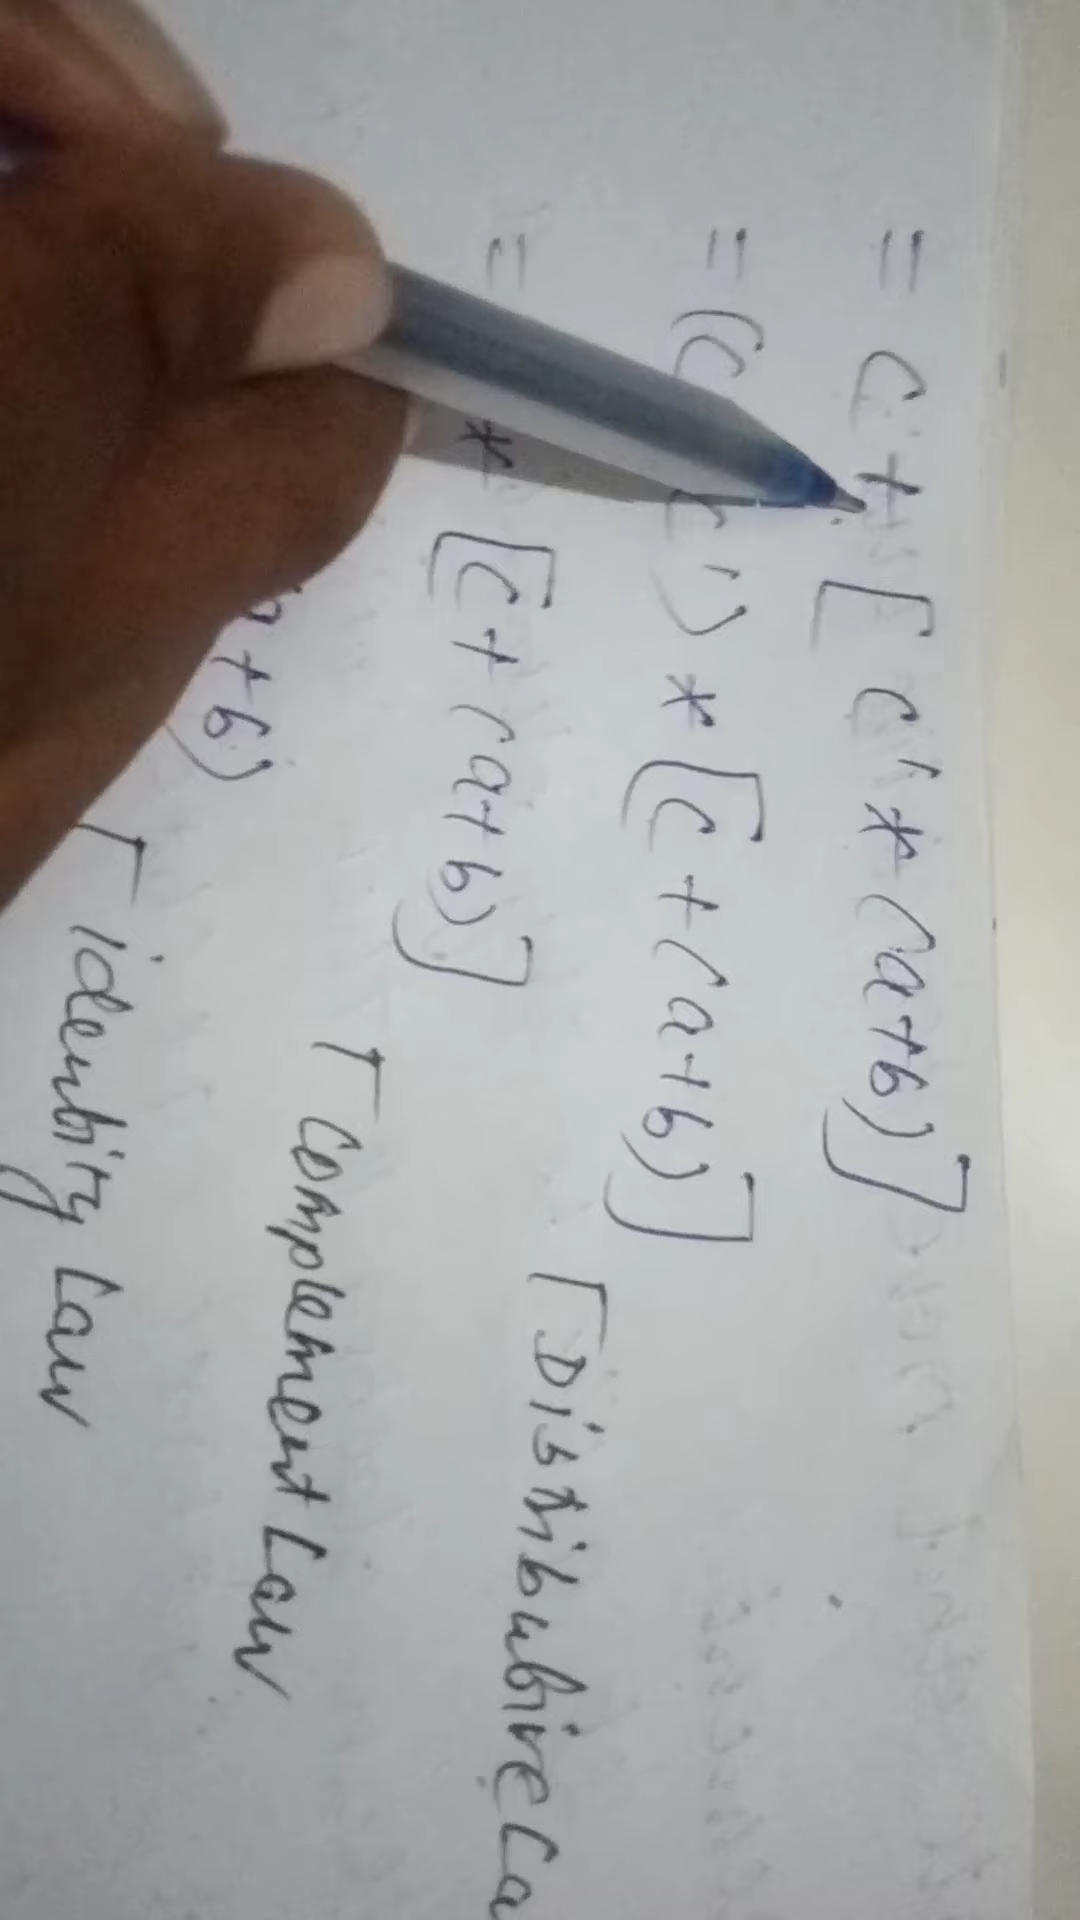 = c + [c' * (a+b)]
= (c c') * [c + (a+b)]
[Distributive La
= * [c + (a+b)]
[Complement Law
a+b)
[identity Law